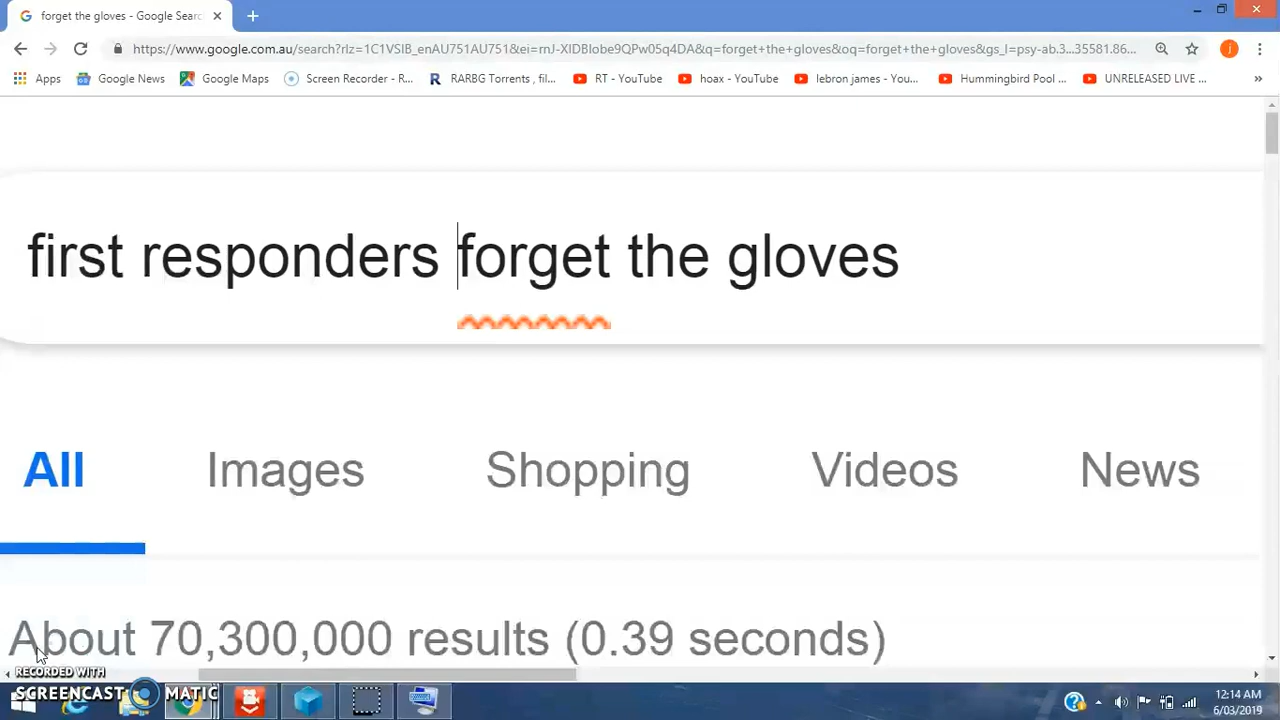 forget the gloves - Google Searc
https://www.google.com.au/search?rlz=1C1VSIB_enAU751AU751&ei=rnJ-XIDBIobe9QPw05q4DA&q=forget+the+gloves&oq=forget+the+gloves&gs_l=psy-ab.3...35581.86...
Apps Google News Google Maps Screen Recorder - R... RARBG Torrents , fil... RT - YouTube hoax - YouTube lebron james - You... Hummingbird Pool ... UNRELEASED LIVE ...
first responders forget the gloves
All Images Shopping Videos News
About 70,300,000 results (0.39 seconds)
RECORDED WITH
SCREENCAST MATIC
12:14 AM
6/03/2019